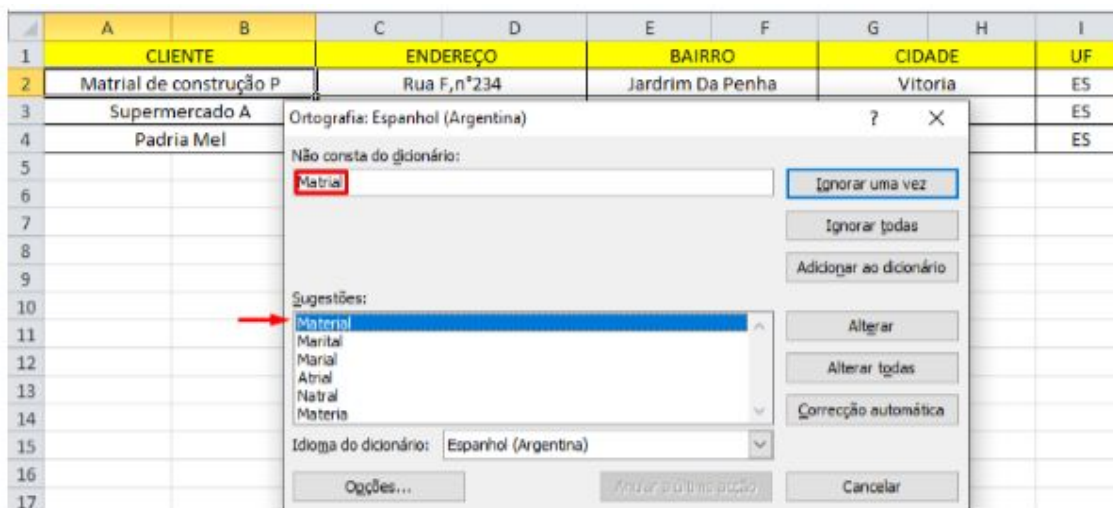 A B C D E F G H I
1 CLIENTE ENDEREÇO BAIRRO CIDADE UF
2 Matrial de construção P Rua F,n°234 Jardrim Da Penha Vitoria ES
3 Supermercado A ES
4 Padria Mel ES
5
6
7
8
9
10
11
12
13
14
15
16
17
Ortografia: Espanhol (Argentina) ?
Não consta do dicionário:
Matrial
Ignorar uma vez
Ignorar todas
Adicionar ao dicionário
Sugestões:
Material
Marital
Marial
Atrial
Natral
Materia
Alterar
Alterar todas
Correcção automática
Idioma do dicionário: Espanhol (Argentina)
Opções... Anular a última acção Cancelar